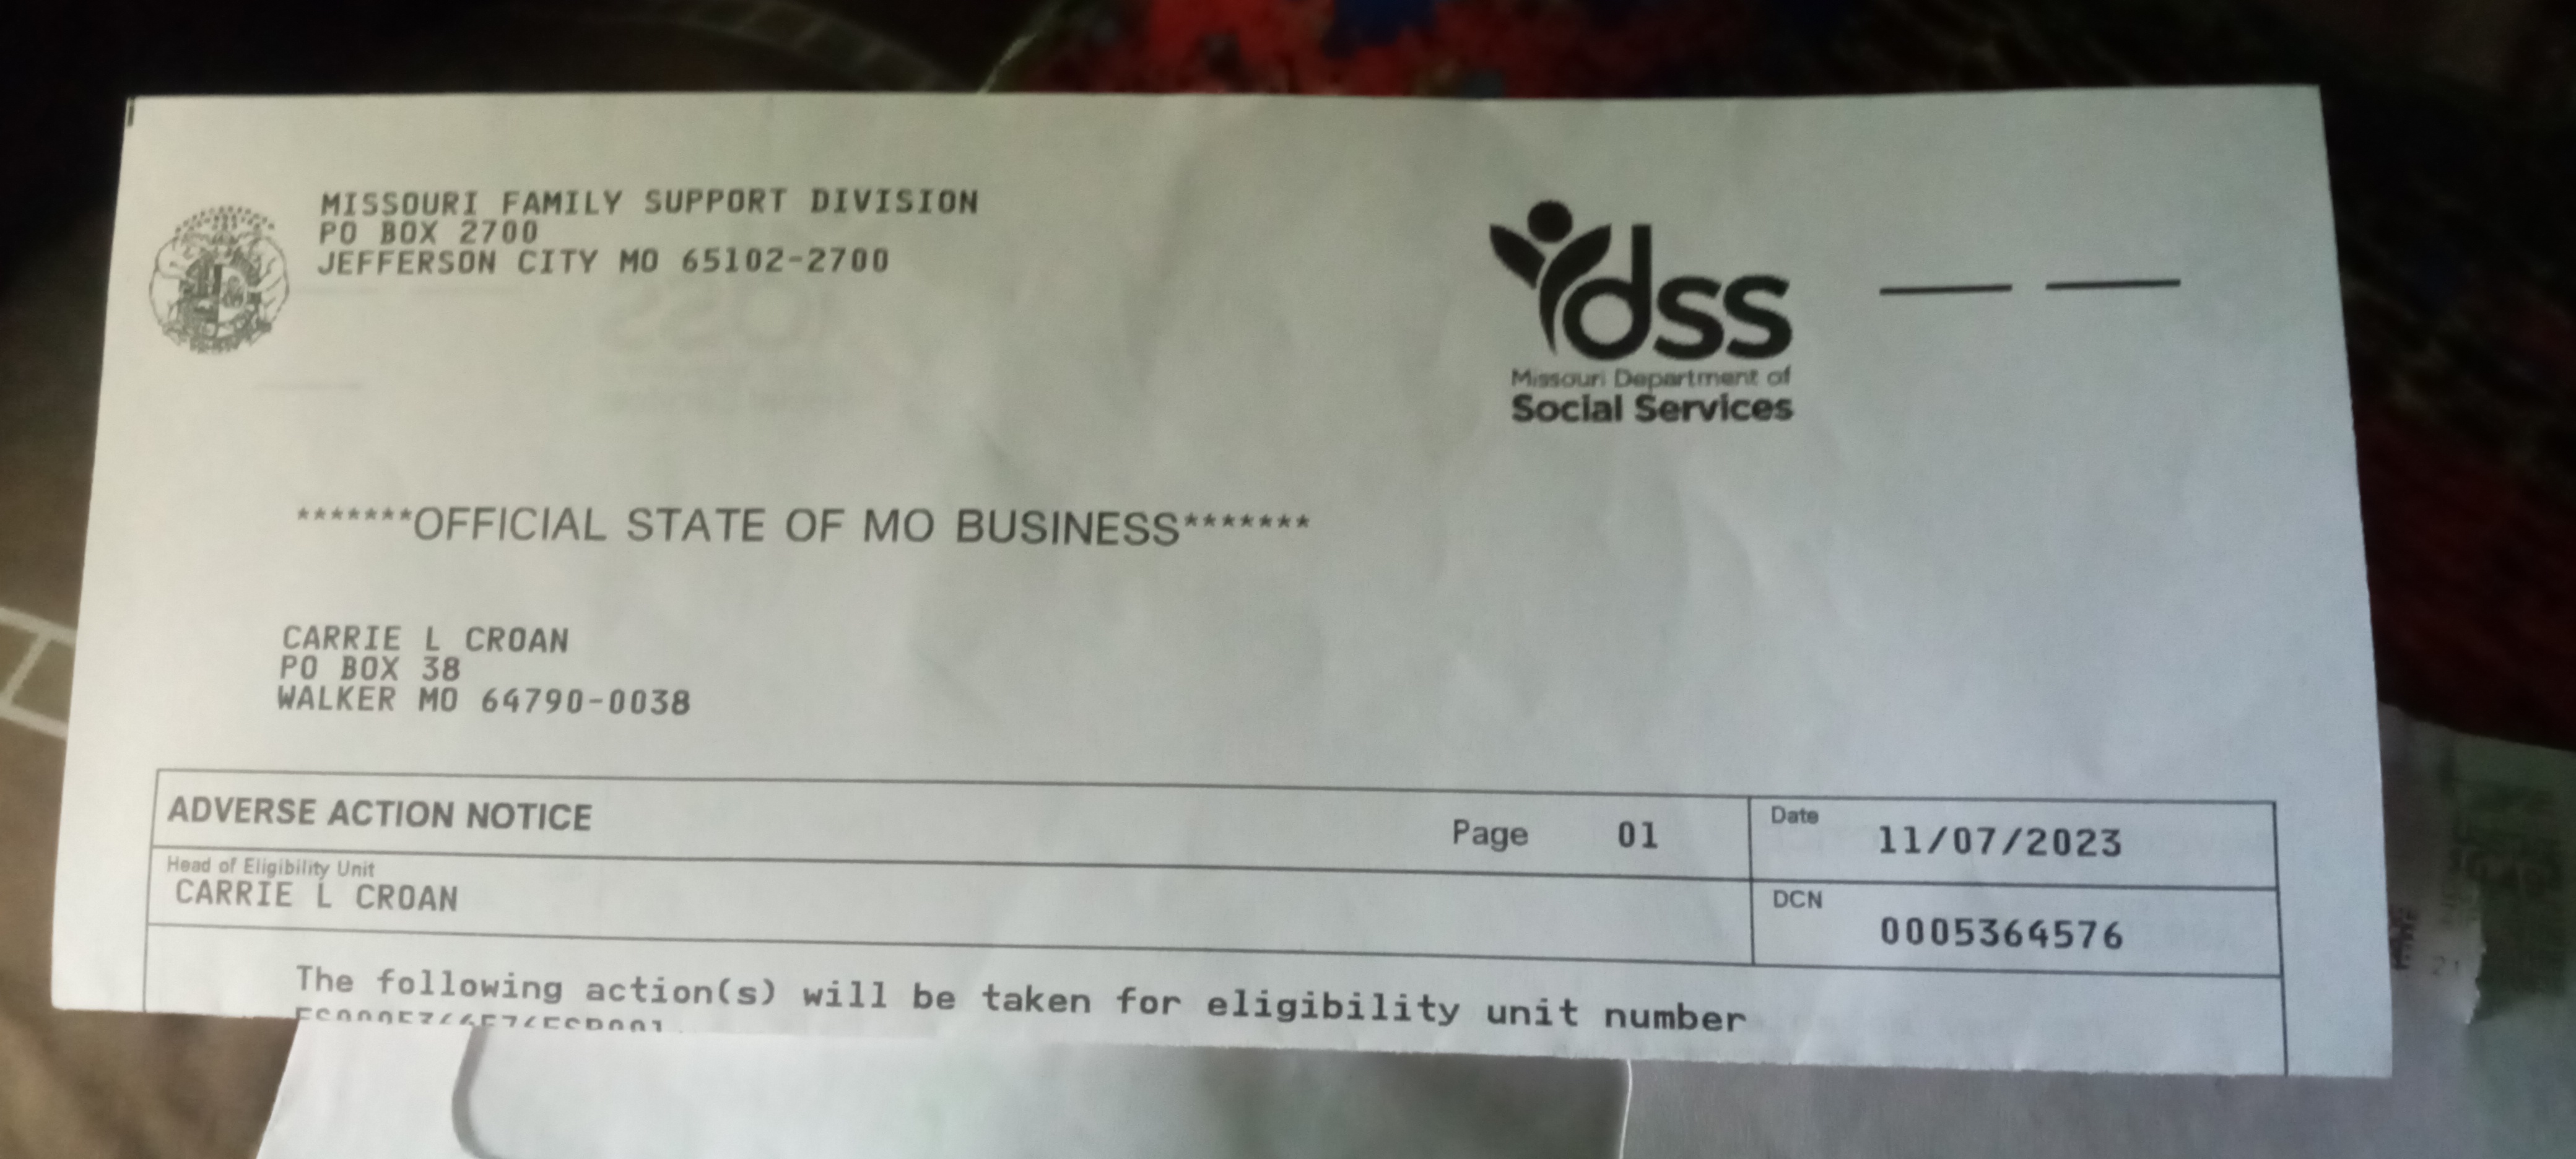 MISSOURI FAMILY SUPPORT DIVISION
PO BOX 2700
JEFFERSON CITY MO 65102-2700
dss
Missouri Department of
Social Services
*******OFFICIAL STATE OF MO BUSINESS*******
CARRIE L CROAN
PO BOX 38
WALKER MO 64790-0038
ADVERSE ACTION NOTICE
Page 01
Date
11/07/2023
Head of Eligibility Unit
CARRIE L CROAN
DCN
0005364576
The following action(s) will be taken for eligibility unit number